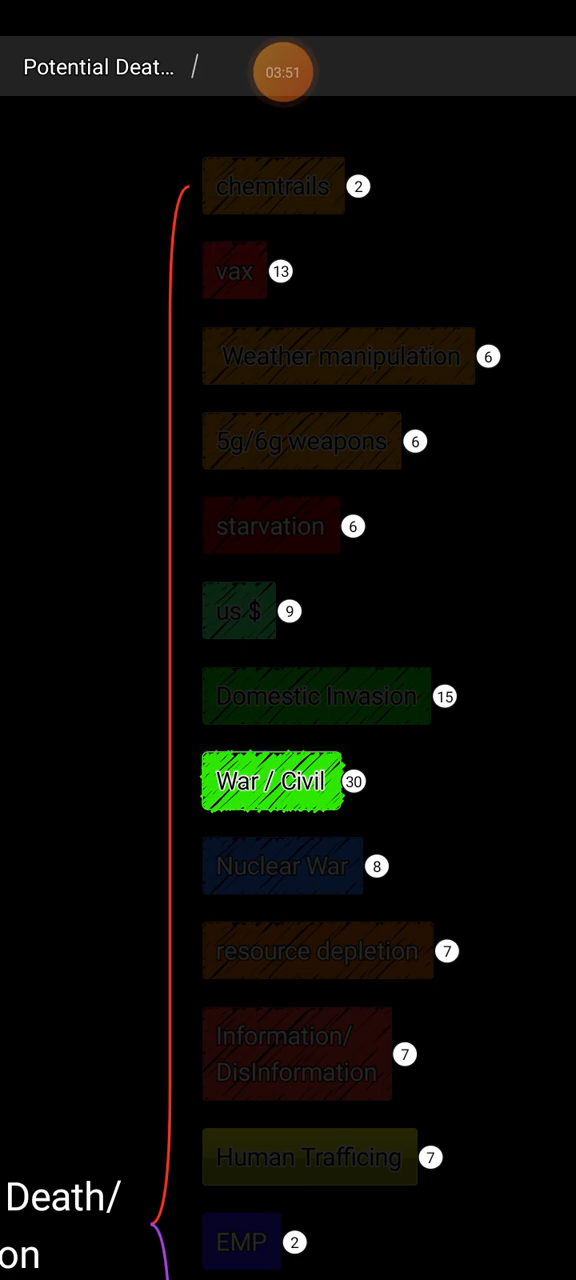 Potential Deat… /
03:51
chemtrails 2
vax 13
Weather manipulation 6
5g/6g weapons 6
starvation 6
us $ 9
Domestic Invasion 15
War / Civil 30
Nuclear War 8
resource depletion 7
Information/
DisInformation 7
Human Trafficing 7
Death/
on
EMP 2